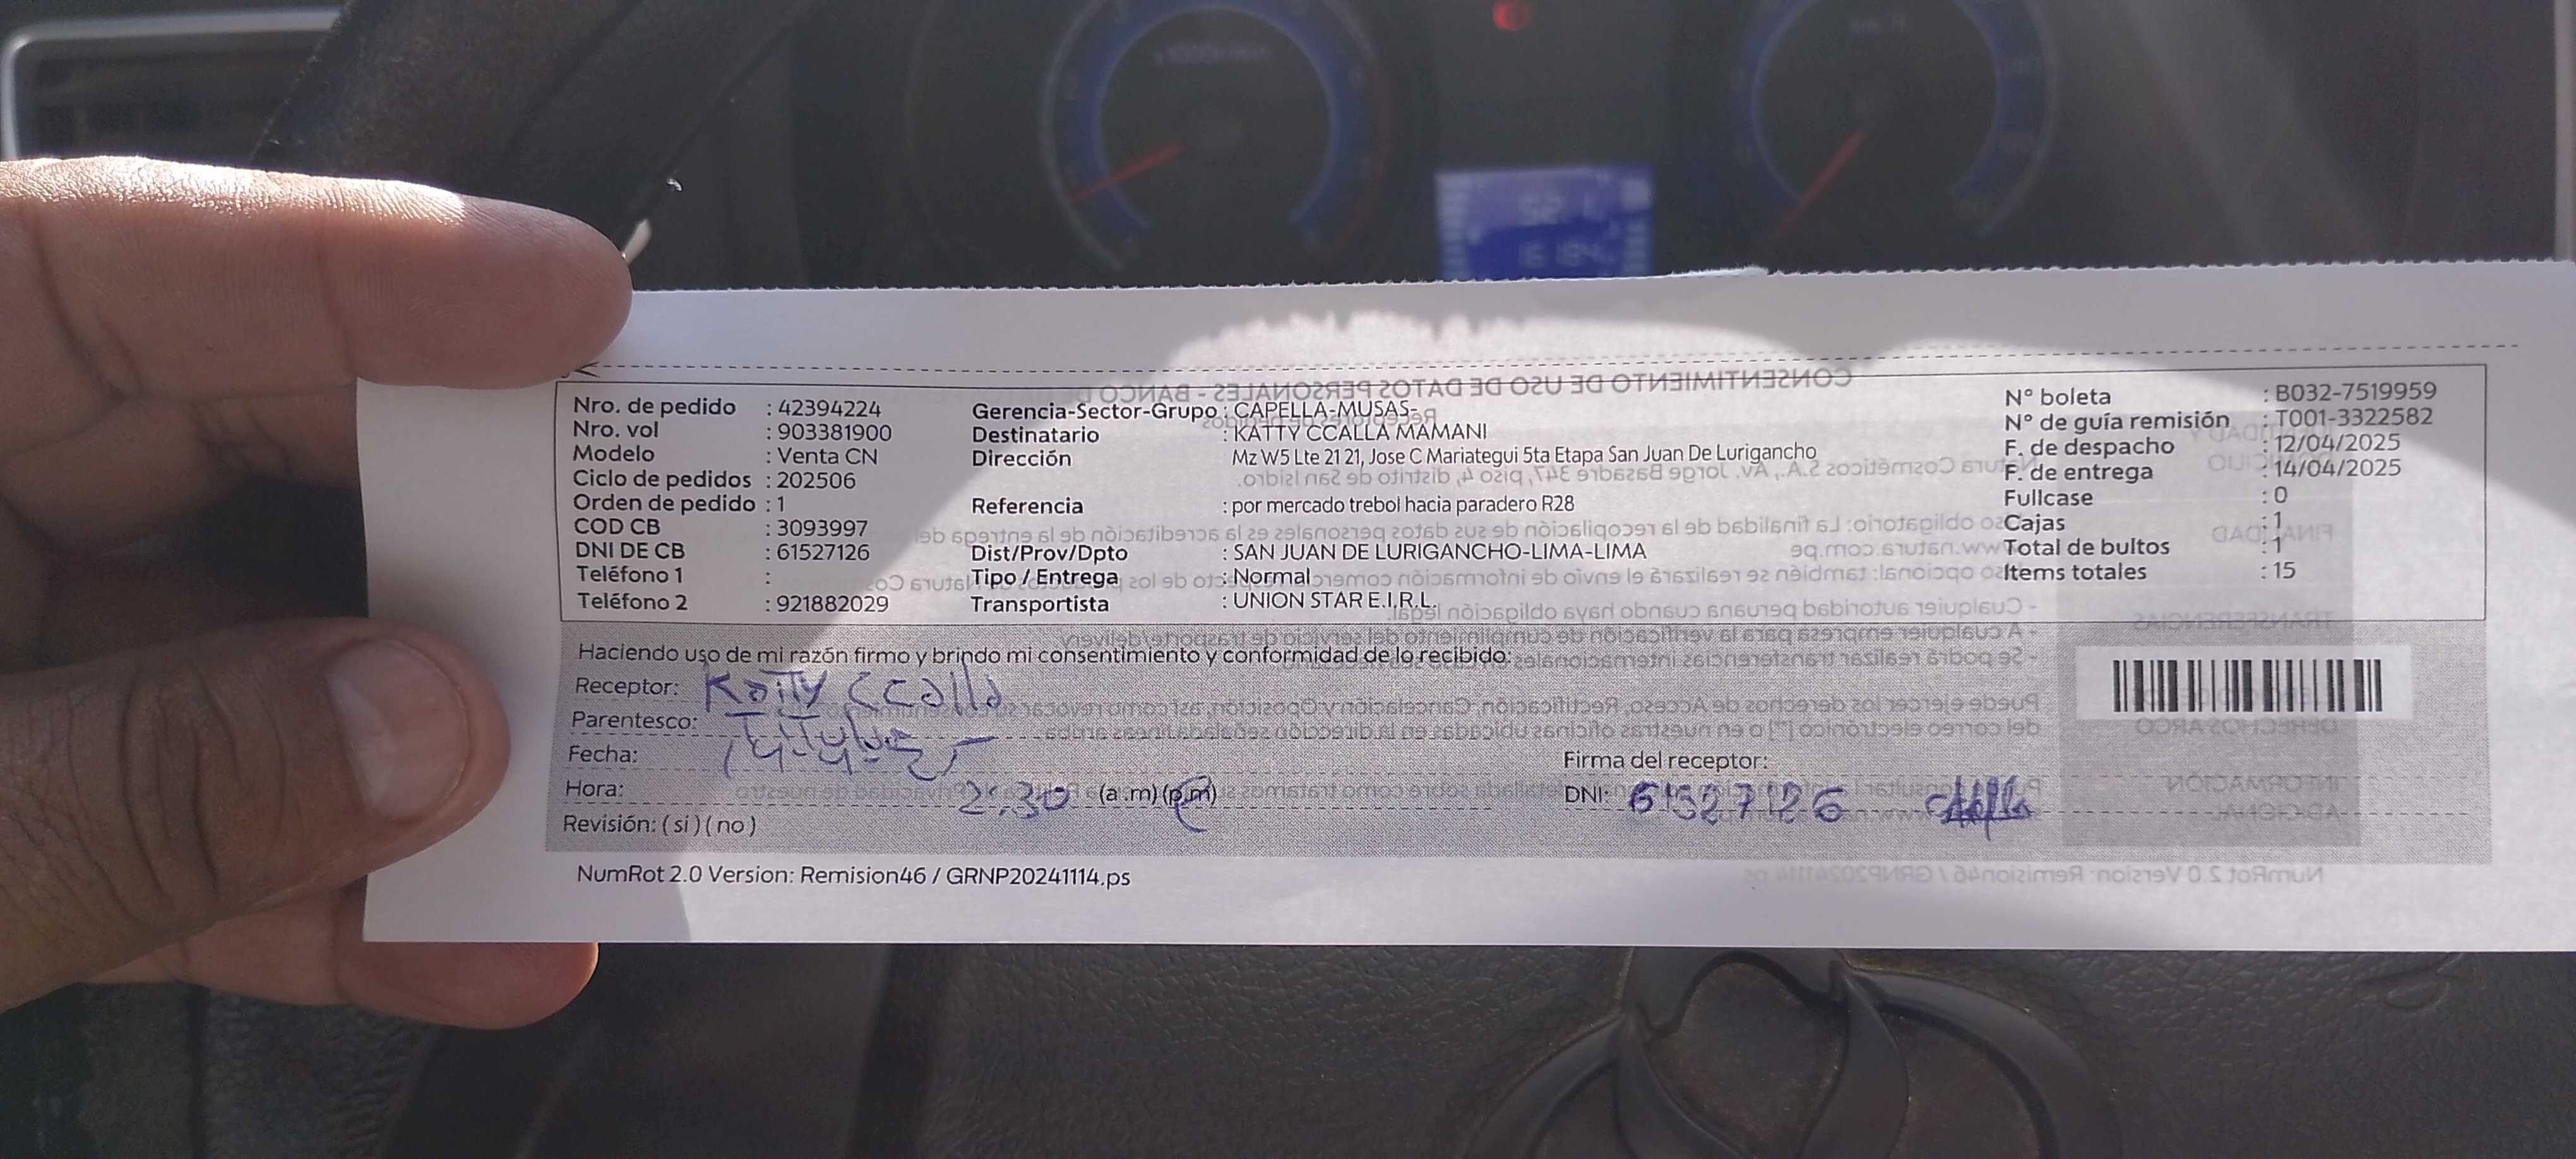 Nro. de pedido : 42394224
Nro. vol : 903381900
Modelo : Venta CN
Ciclo de pedidos : 202506
Orden de pedido : 1
COD CB : 3093997
DNI DE CB : 61527126
Teléfono 1 :
Teléfono 2 : 921882029
Gerencia-Sector-Grupo : CAPELLA-MUSAS-
Destinatario : KATTY CCALLA MAMANI
Dirección Mz W5 Lte 21 21, Jose C Mariategui 5ta Etapa San Juan De Lurigancho
Referencia : por mercado trebol hacia paradero R28
Dist/Prov/Dpto : SAN JUAN DE LURIGANCHO-LIMA-LIMA
Tipo / Entrega : Normal
Transportista : UNION STAR E.I.R.L.
N° boleta : B032-7519959
N° de guía remisión : T001-3322582
F. de despacho : 12/04/2025
F. de entrega : 14/04/2025
Fullcase : 0
Cajas : 1
Total de bultos : 1
Items totales : 15
Haciendo uso de mi razón firmo y brindo mi consentimiento y conformidad de lo recibido:
Receptor: Katty Ccalla
Parentesco: Titular
Fecha: 14-4-25
Hora: 2:30 (a.m) (p.m)
Revisión: ( si ) ( no )
Firma del receptor:
DNI: 61527126
NumRot 2.0 Version: Remision46 / GRNP20241114.ps